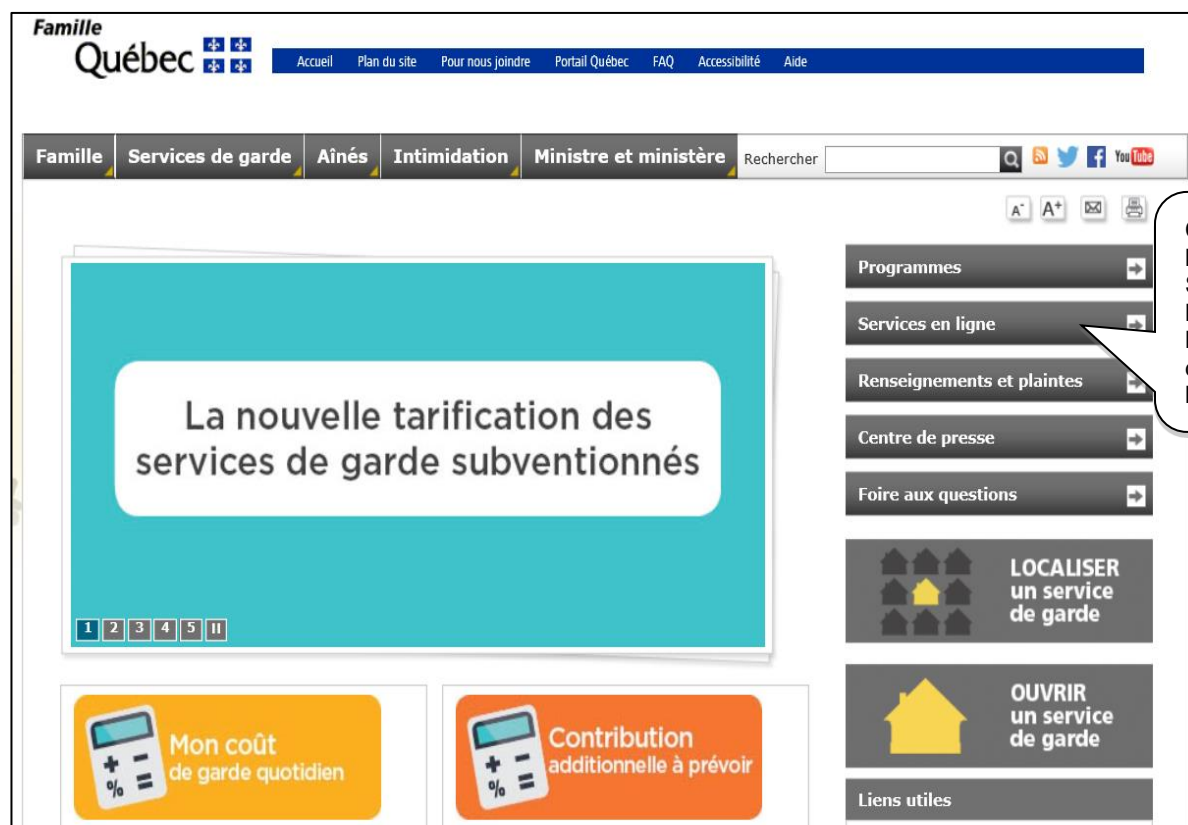 Famille
Québec
Accueil Plan du site Pour nous joindre Portail Québec FAQ Accessibilité Aide
Famille Services de garde Aînés Intimidation Ministre et ministère Rechercher You Tube
A- A+
Programmes
Services en ligne
Renseignements et plaintes
Centre de presse
Foire aux questions
La nouvelle tarification des
services de garde subventionnés
1 2 3 4 5
LOCALISER
un service
de garde
OUVRIR
un service
de garde
Mon coût
de garde quotidien
Contribution
additionnelle à prévoir
Liens utiles